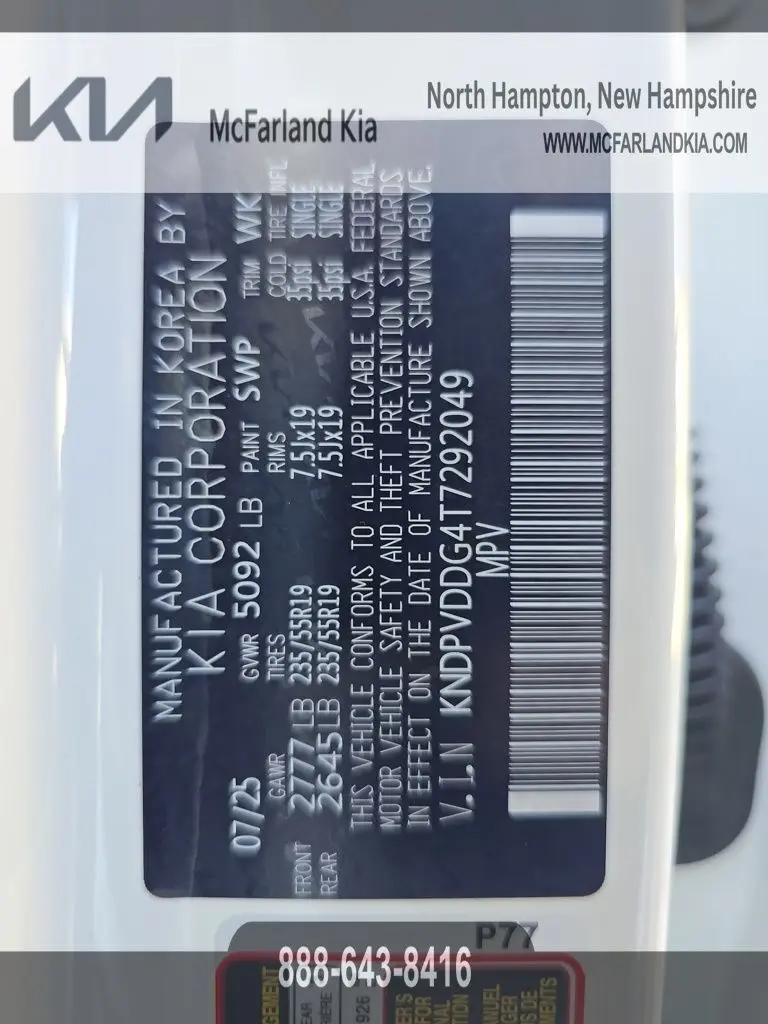 KIA
McFarland Kia
North Hampton, New Hampshire
WWW.MCFARLANDKIA.COM
MANUFACTURED IN KOREA BY
KIA CORPORATION
07/25 GVWR 5092 LB PAINT SWP TRIM WK
GAWR TIRES RIMS COLD TIRE INFL
FRONT 2777 LB 235/55R19 7.5Jx19 35psi SINGLE
REAR 2645 LB 235/55R19 7.5Jx19 35psi SINGLE
THIS VEHICLE CONFORMS TO ALL APPLICABLE U.S.A. FEDERAL
MOTOR VEHICLE SAFETY AND THEFT PREVENTION STANDARDS
IN EFFECT ON THE DATE OF MANUFACTURE SHOWN ABOVE.
V.I.N KNDPVDDG4T7292049
MPV
P77
888-643-8416